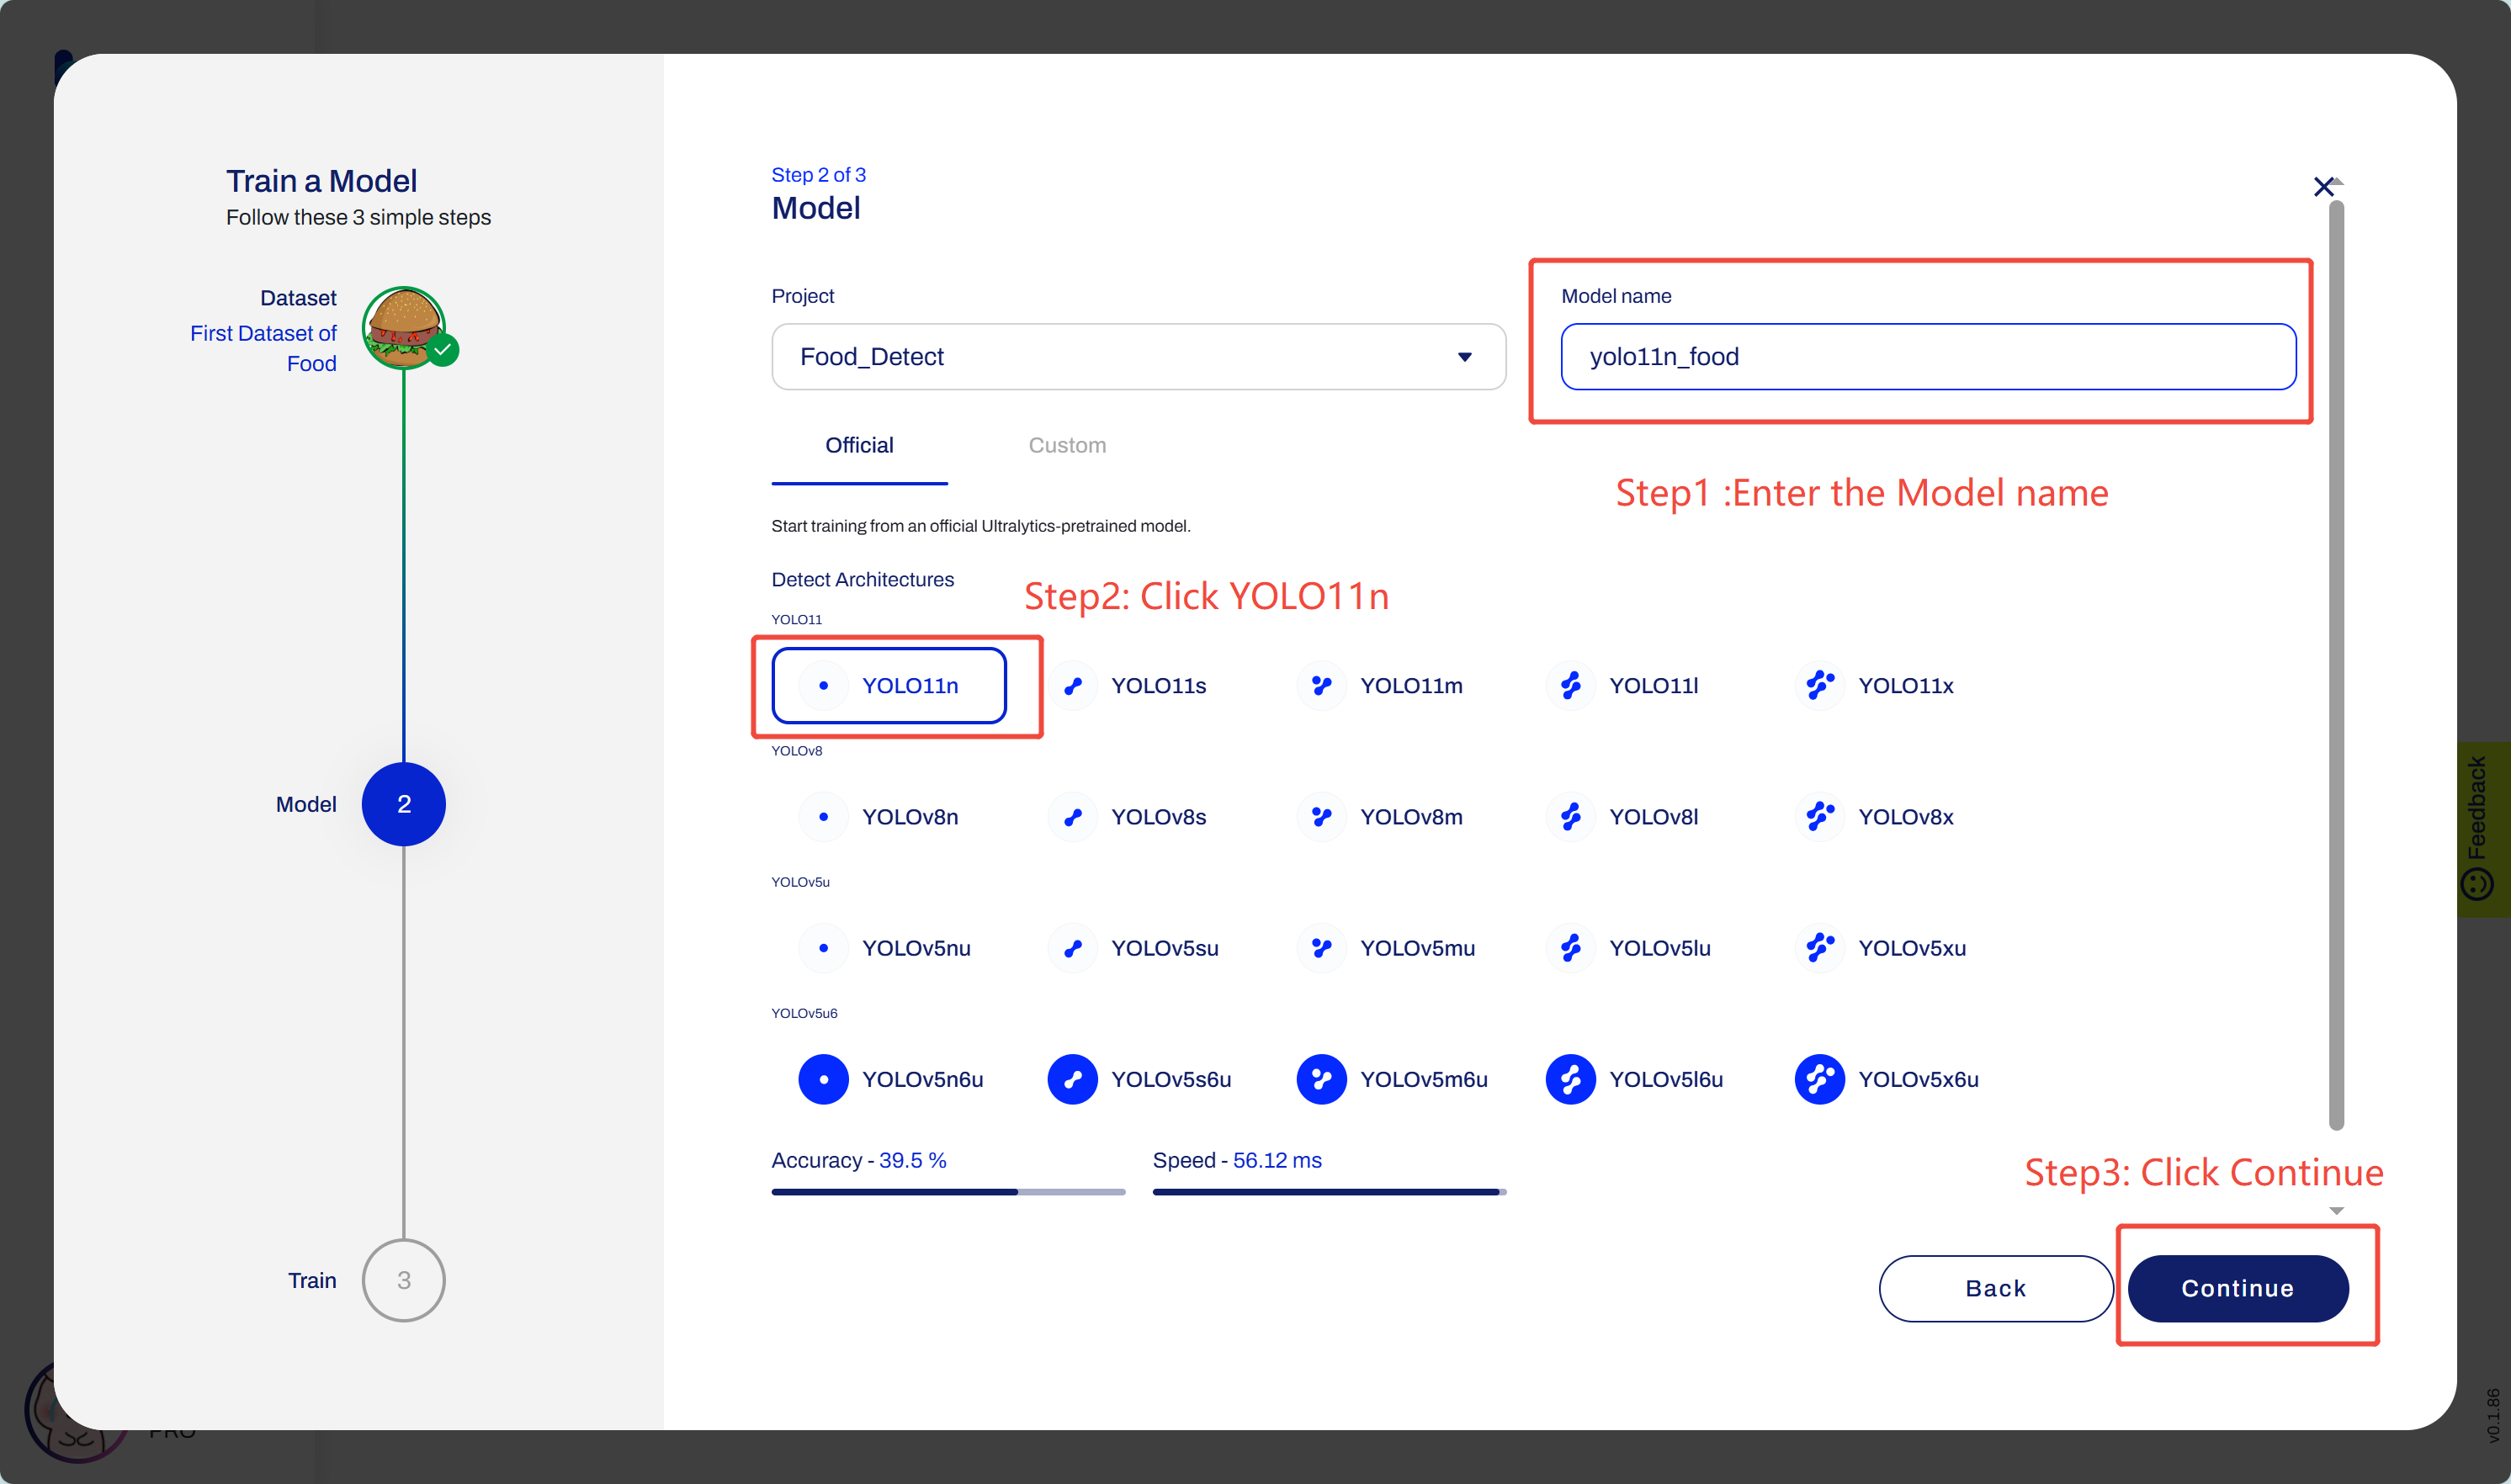 Train a Model
Follow these 3 simple steps
Dataset
First Dataset of
Food
Model
2
Train
3
Step 2 of 3
Model
Project
Model name
Food_Detect
yolo11n_food
Official
Custom
Step1 :Enter the Model name
Start training from an official Ultralytics-pretrained model.
Detect Architectures
Step2: Click YOLO11n
YOLO11
YOLO11n
YOLO11s
YOLO11m
YOLO11l
YOLO11x
YOLOv8
YOLOv8n
YOLOv8s
YOLOv8m
YOLOv8l
YOLOv8x
YOLOv5u
YOLOv5nu
YOLOv5su
YOLOv5mu
YOLOv5lu
YOLOv5xu
YOLOv5u6
YOLOv5n6u
YOLOv5s6u
YOLOv5m6u
YOLOv5l6u
YOLOv5x6u
Accuracy - 39.5 %
Speed - 56.12 ms
Step3: Click Continue
Back
Continue
Feedback
v0.1.86
PRO